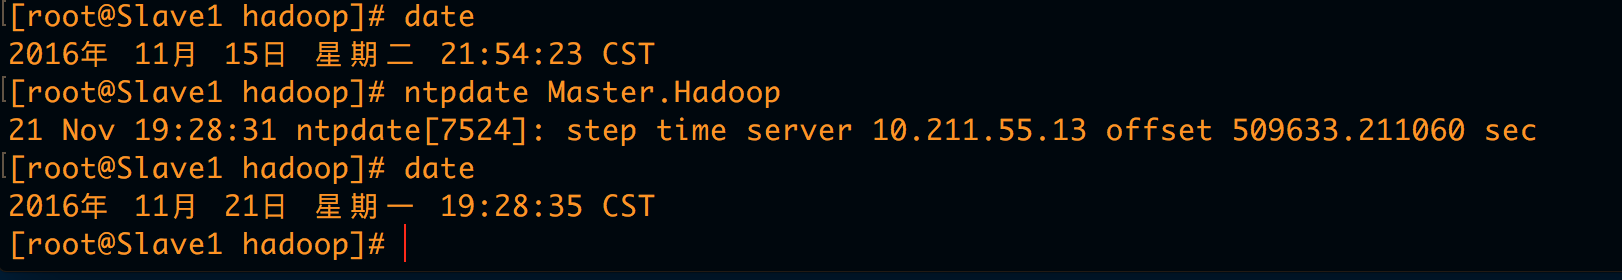 [root@Slave1 hadoop]# date
2016年 11月 15日 星期二 21:54:23 CST
[root@Slave1 hadoop]# ntpdate Master.Hadoop
21 Nov 19:28:31 ntpdate[7524]: step time server 10.211.55.13 offset 509633.211060 sec
[root@Slave1 hadoop]# date
2016年 11月 21日 星期一 19:28:35 CST
[root@Slave1 hadoop]#